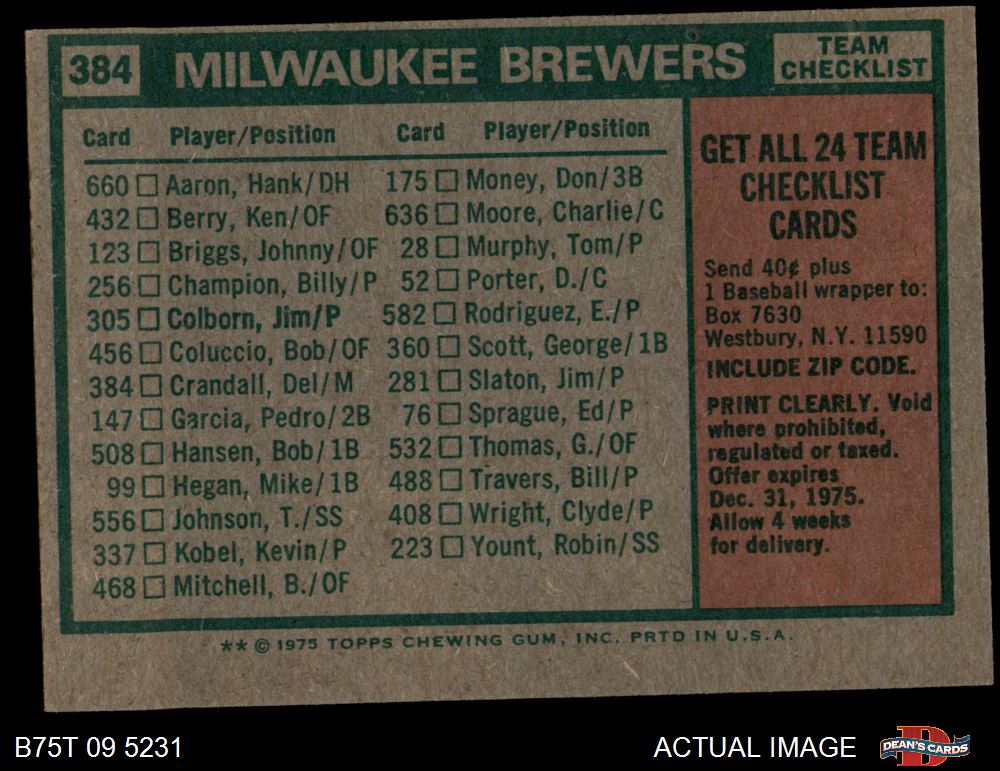 384 MILWAUKEE BREWERS TEAM CHECKLIST
Card Player/Position
660 Aaron, Hank/DH
432 Berry, Ken/OF
123 Briggs, Johnny/OF
256 Champion, Billy/P
305 Colborn, Jim/P
456 Coluccio, Bob/OF
384 Crandall, Del/M
147 Garcia, Pedro/2B
508 Hansen, Bob/1B
99 Hegan, Mike/1B
556 Johnson, T./SS
337 Kobel, Kevin/P
468 Mitchell, B./OF
Card Player/Position
175 Money, Don/3B
636 Moore, Charlie/C
28 Murphy, Tom/P
52 Porter, D./C
582 Rodriguez, E./P
360 Scott, George/1B
281 Slaton, Jim/P
76 Sprague, Ed/P
532 Thomas, G./OF
488 Travers, Bill/P
408 Wright, Clyde/P
223 Yount, Robin/SS
GET ALL 24 TEAM
CHECKLIST
CARDS
Send 40¢ plus
1 Baseball wrapper to:
Box 7630
Westbury, N.Y. 11590
INCLUDE ZIP CODE.
PRINT CLEARLY. Void
where prohibited,
regulated or taxed.
Offer expires
Dec. 31, 1975.
Allow 4 weeks
for delivery.
** © 1975 TOPPS CHEWING GUM, INC. PRTD IN U.S.A.
B75T 09 5231
ACTUAL IMAGE
DEAN'S CARDS